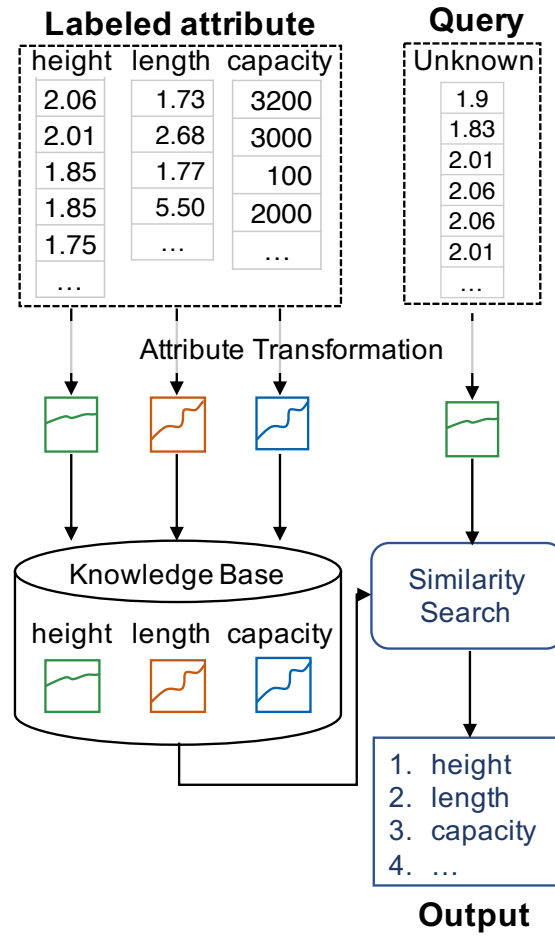 Labeled attribute
height length capacity
2.06 1.73 3200
2.01 2.68 3000
1.85 1.77 100
1.85 5.50 2000
1.75 … …
…
Query
Unknown
1.9
1.83
2.01
2.06
2.06
2.01
…
Attribute Transformation
Knowledge Base
height length capacity
Similarity
Search
1. height
2. length
3. capacity
4. …
Output